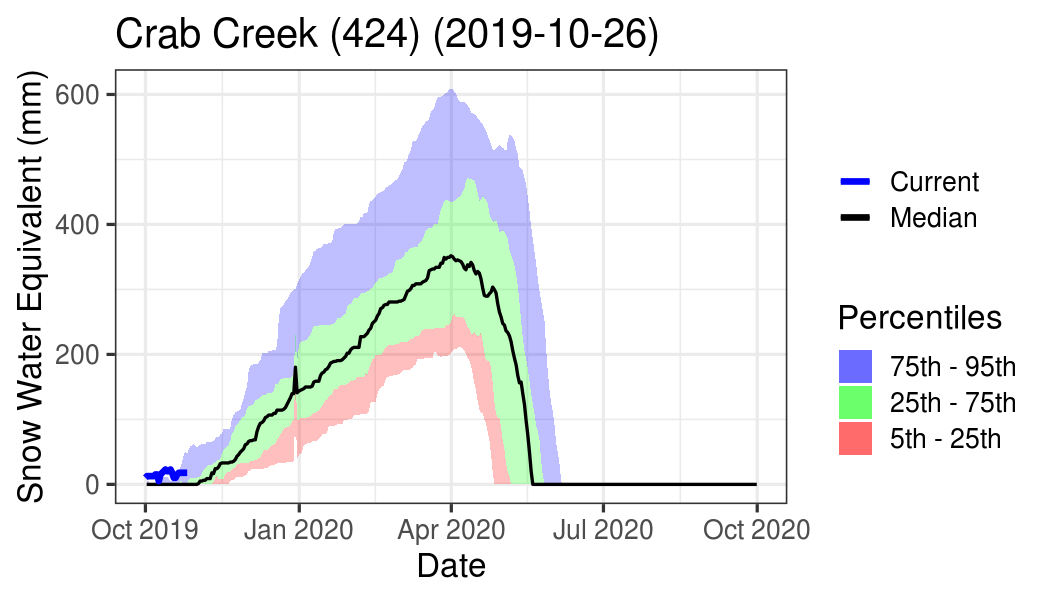 Crab Creek (424) (2019-10-26)
Snow Water Equivalent (mm)
600
400
200
0
Oct 2019
Jan 2020
Apr 2020
Jul 2020
Oct 2020
Date
Current
Median
Percentiles
75th - 95th
25th - 75th
5th - 25th